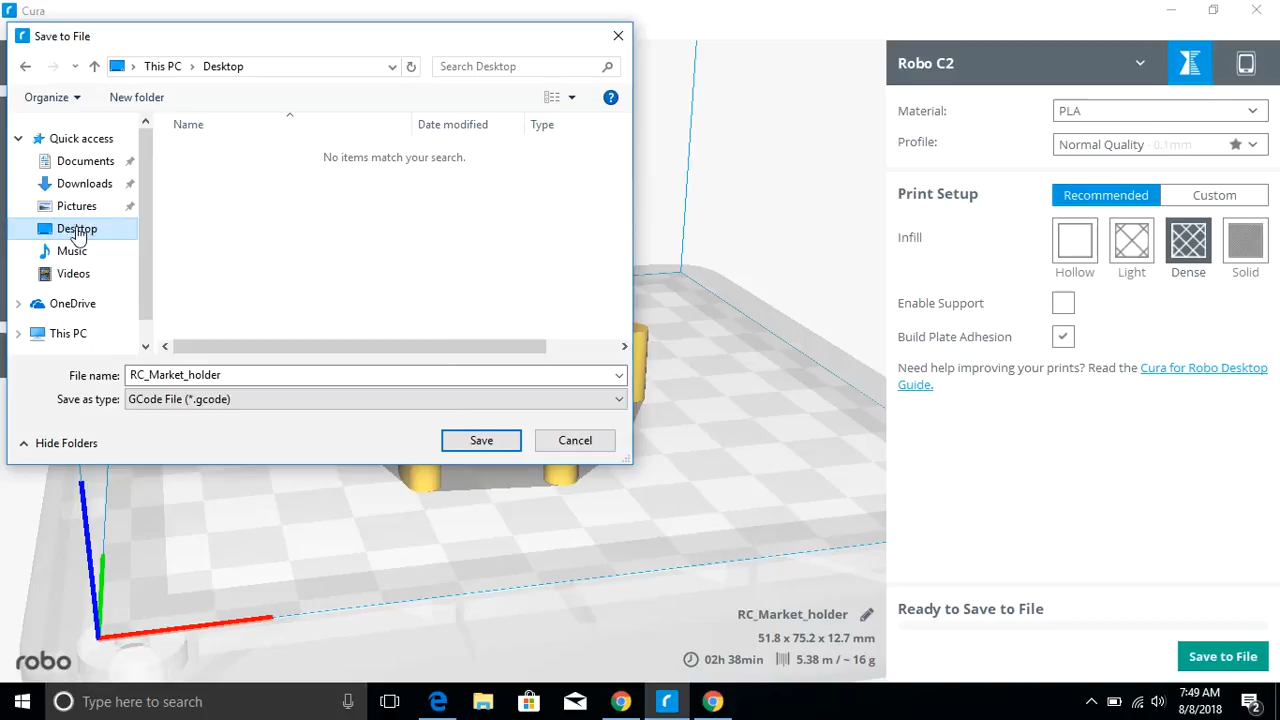 Cura
Save to File
This PC > Desktop
Search Desktop
Organize
New folder
Name
Date modified
Type
No items match your search.
Quick access
Documents
Downloads
Pictures
Desktop
Music
Videos
OneDrive
This PC
File name: RC_Market_holder
Save as type: GCode File (*.gcode)
Hide Folders
Save
Cancel
Robo C2
Material: PLA
Profile: Normal Quality - 0.1mm
Print Setup
Recommended
Custom
Infill
Hollow
Light
Dense
Solid
Enable Support
Build Plate Adhesion
Need help improving your prints? Read the Cura for Robo Desktop
Guide.
RC_Market_holder
51.8 x 75.2 x 12.7 mm
02h 38min
5.38 m / ~ 16 g
Ready to Save to File
Save to File
robo
Type here to search
7:49 AM
8/8/2018
2